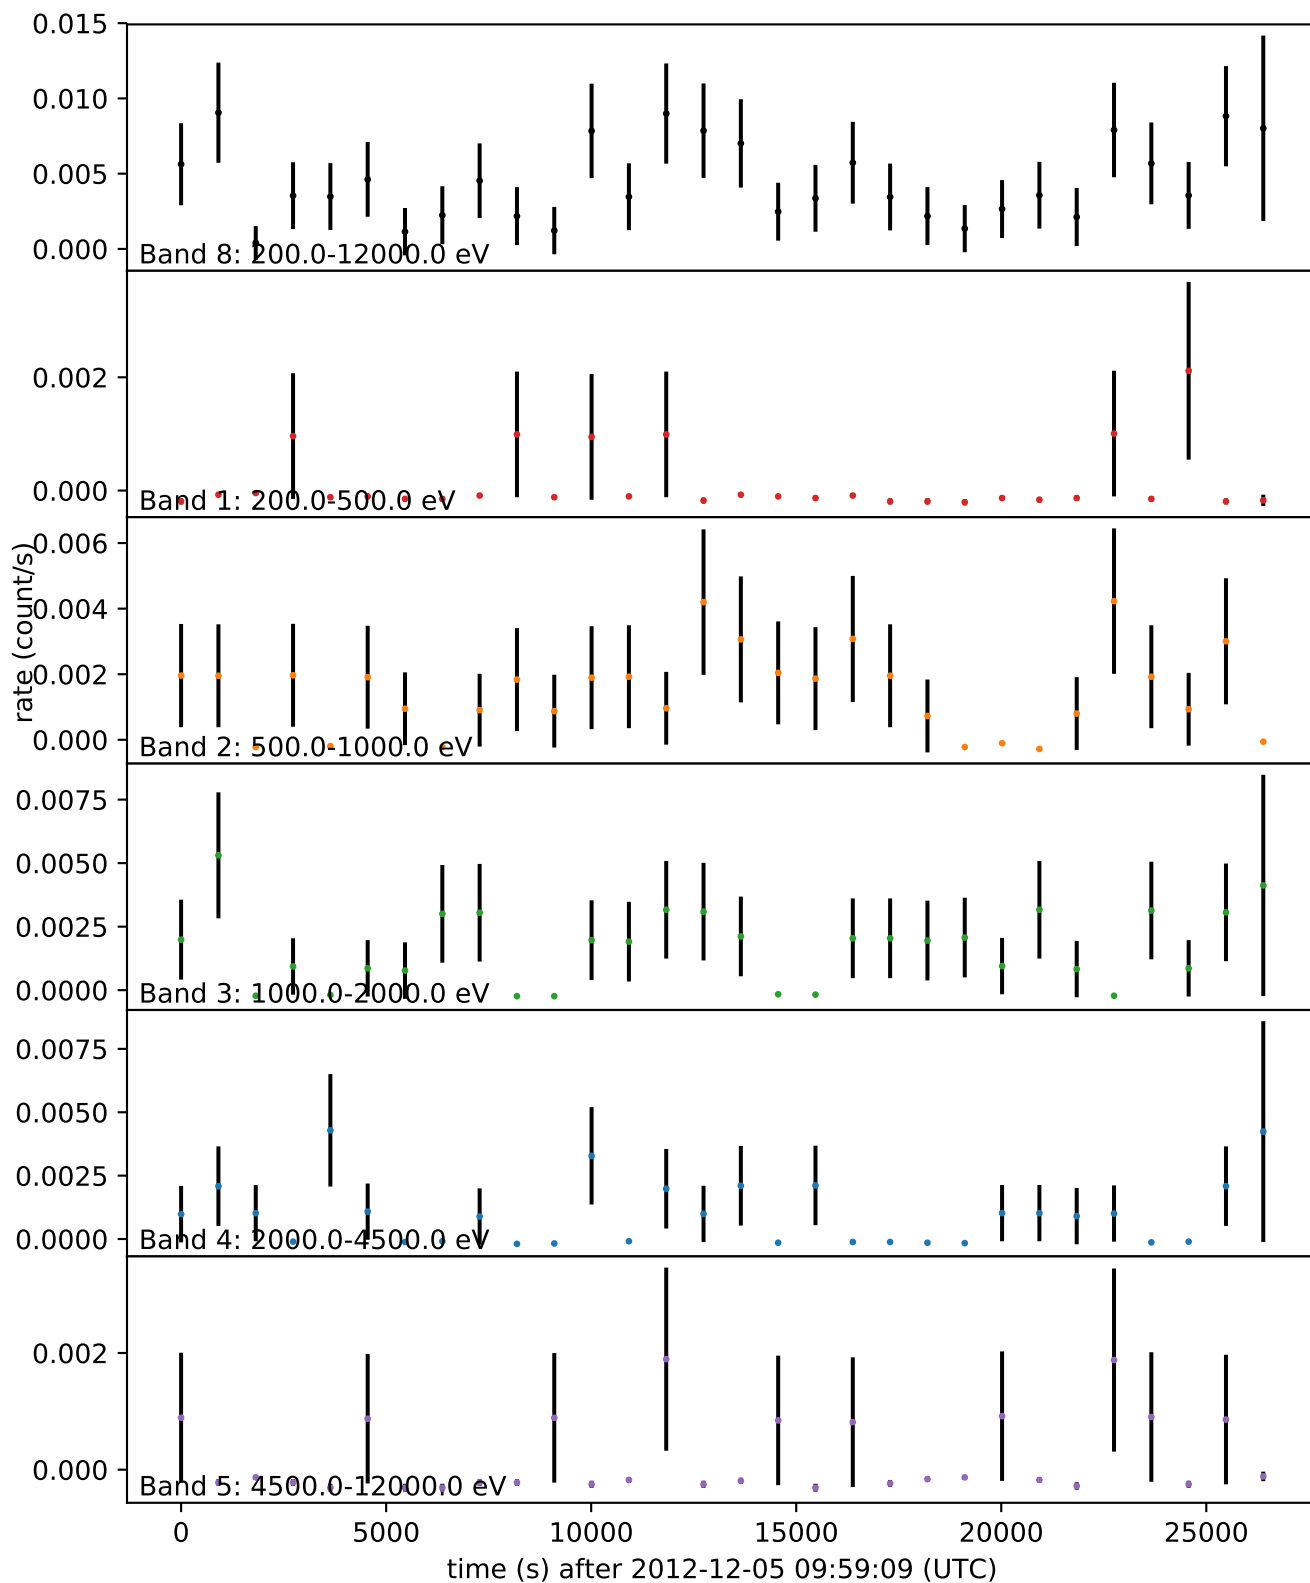 0.015
0.010
0.005
0.000
Band 8: 200.0-12000.0 eV
0.002
0.000
Band 1: 200.0-500.0 eV
rate (count/s)
0.006
0.004
0.002
0.000
Band 2: 500.0-1000.0 eV
0.0075
0.0050
0.0025
0.0000
Band 3: 1000.0-2000.0 eV
0.0075
0.0050
0.0025
0.0000
Band 4: 2000.0-4500.0 eV
0.002
0.000
Band 5: 4500.0-12000.0 eV
0 5000 10000 15000 20000 25000
time (s) after 2012-12-05 09:59:09 (UTC)